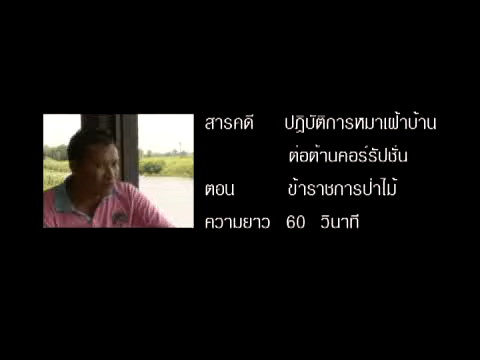 สารคดี ปฏิบัติการหมาเฝ้าบ้าน
ต่อต้านคอร์รัปชั่น
ตอน ข้าราชการป่าไม้
ความยาว 60 วินาที